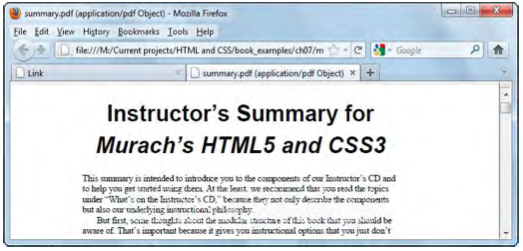 summary.pdf (application/pdf Object) - Mozilla Firefox
File Edit View History Bookmarks Tools Help
file:///M:/Current projects/HTML and CSS/book_examples/ch07/m Google
Link summary.pdf (application/pdf Object) × +
Instructor's Summary for
Murach's HTML5 and CSS3
This summary is intended to introduce you to the components of our Instructor's CD and
to help you get started using them. At the least, we recommend that you read the topics
under "What's on the Instructor's CD," because they not only describe the components
but also our underlying instructional philosophy.
But first, some thoughts about the modular structure of this book that you should be
aware of. That's important because it gives you instructional options that you just don't